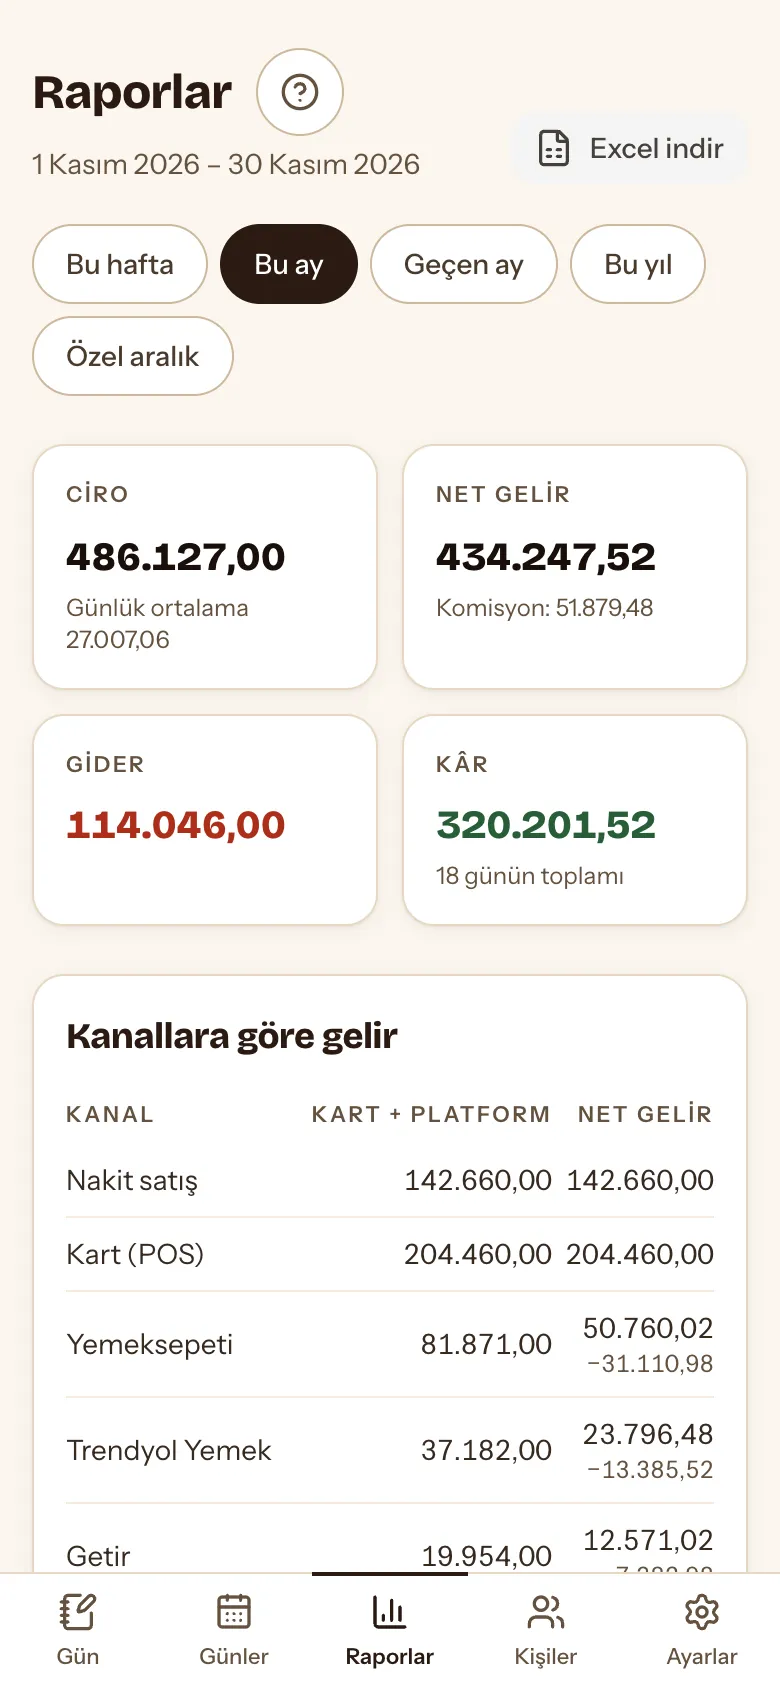 Raporlar
1 Kasım 2026 – 30 Kasım 2026
Excel indir
Bu hafta
Bu ay
Geçen ay
Bu yıl
Özel aralık
CİRO
486.127,00
Günlük ortalama
27.007,06
NET GELİR
434.247,52
Komisyon: 51.879,48
GİDER
114.046,00
KÂR
320.201,52
18 günün toplamı
Kanallara göre gelir
KANAL KART + PLATFORM NET GELİR
Nakit satış 142.660,00 142.660,00
Kart (POS) 204.460,00 204.460,00
Yemeksepeti 81.871,00 50.760,02
−31.110,98
Trendyol Yemek 37.182,00 23.796,48
−13.385,52
Getir 19.954,00 12.571,02
Gün
Günler
Raporlar
Kişiler
Ayarlar